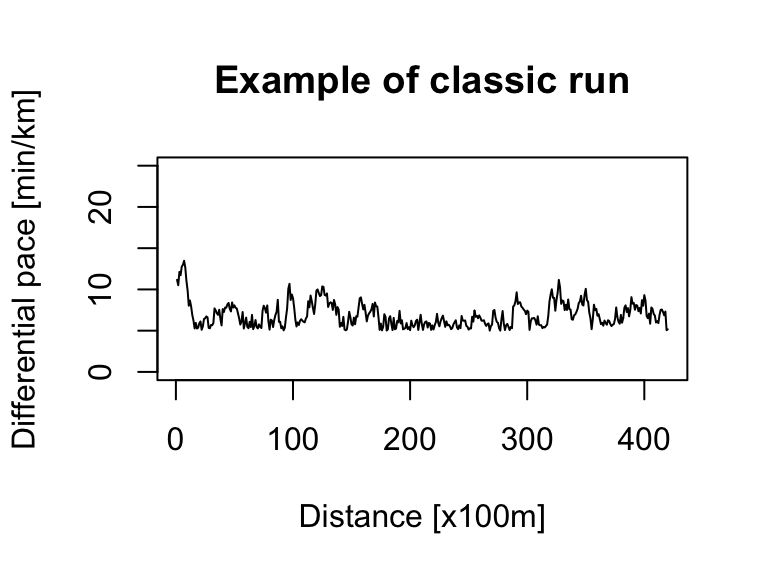 Example of classic run
Differential pace [min/km]
20
10
0
0 100 200 300 400
Distance [x100m]